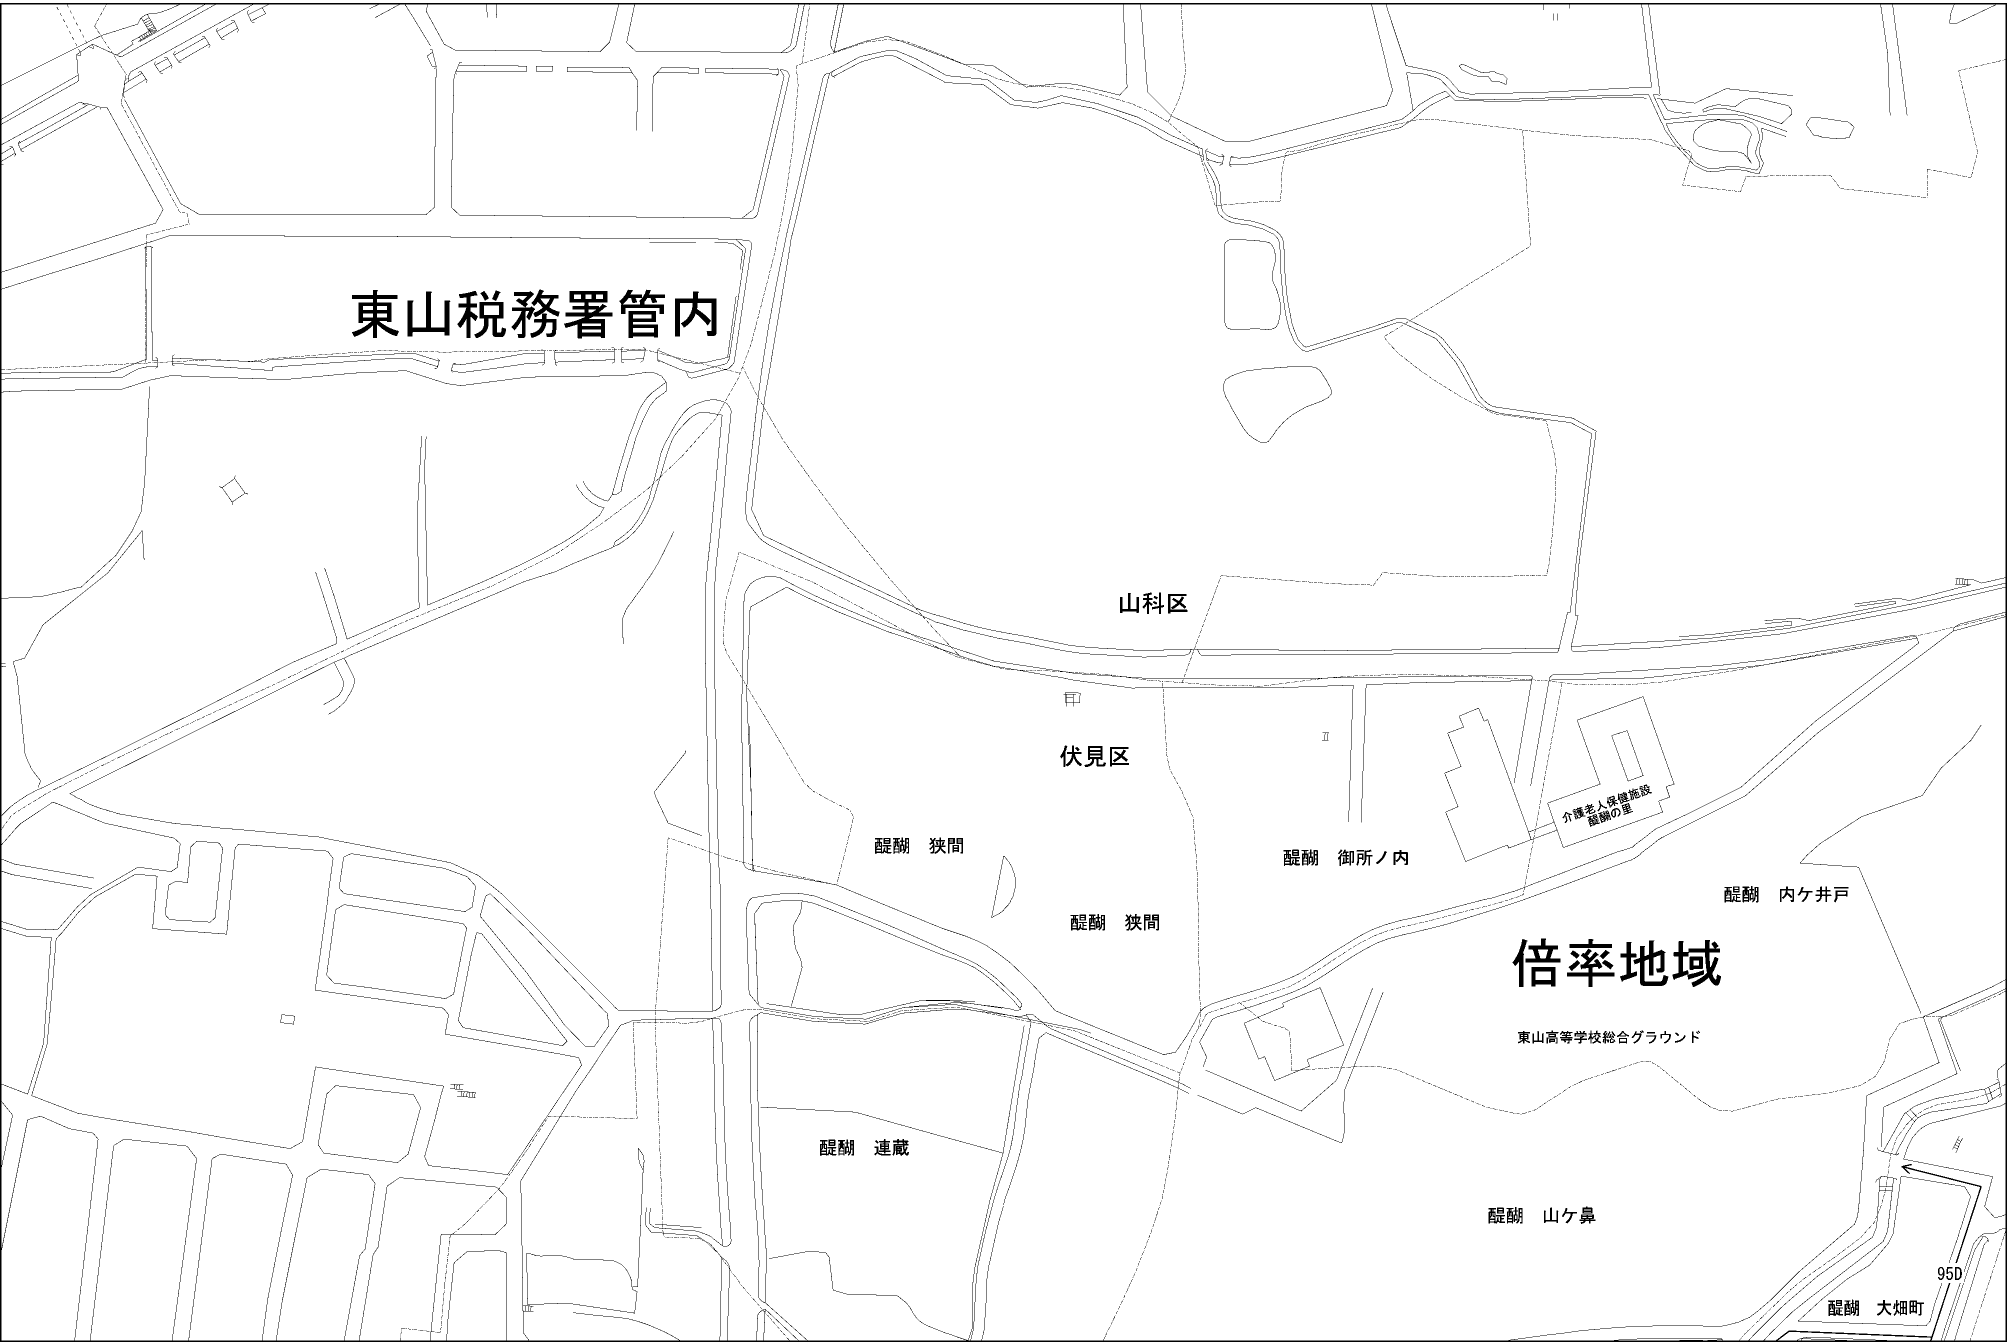 東山税務署管内
山科区
伏見区
介護老人保健施設
醍醐の里
醍醐　狭間
醍醐　御所ノ内
醍醐　内ケ井戸
醍醐　狭間
倍率地域
東山高等学校総合グラウンド
醍醐　連蔵
醍醐　山ケ鼻
95D
醍醐　大畑町